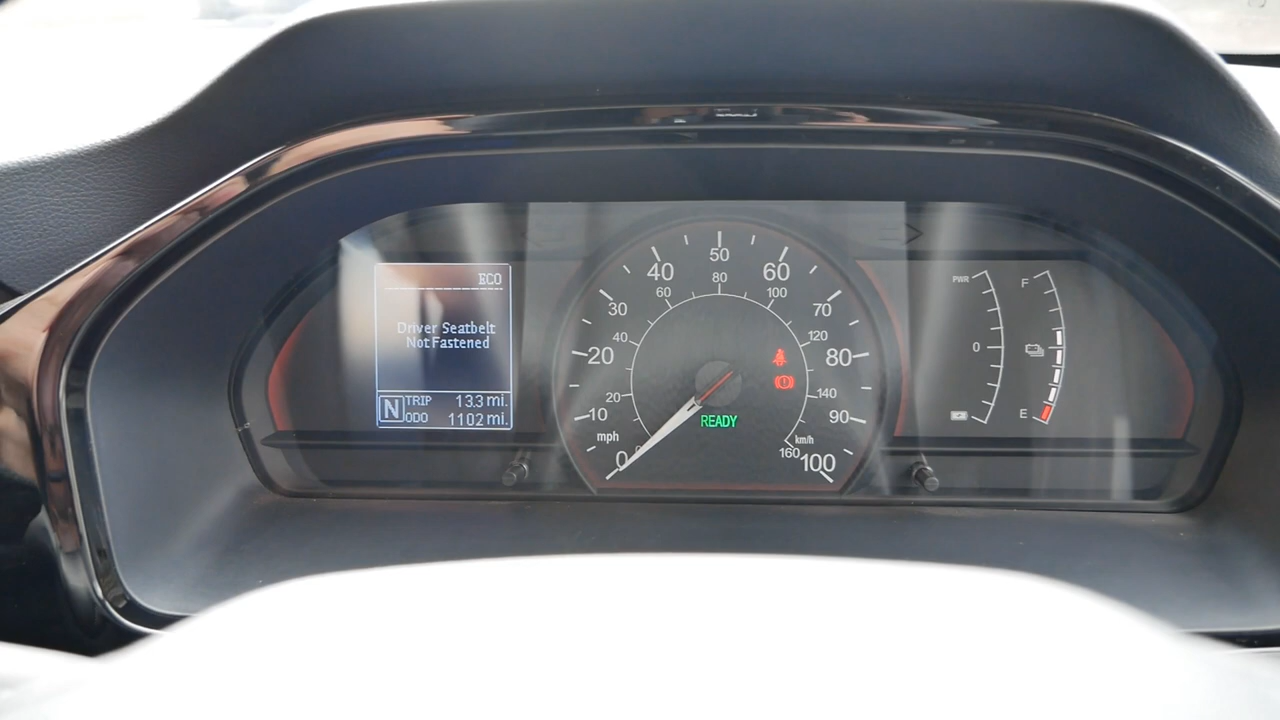 ECO
Driver Seatbelt
Not Fastened
N TRIP 13.3 mi.
ODO 1102 mi.
0 10 20 30 40 50 60 70 80 90 100
mph
20 40 60 80 100 120 140 160
km/h
READY
PWR
0
F
E